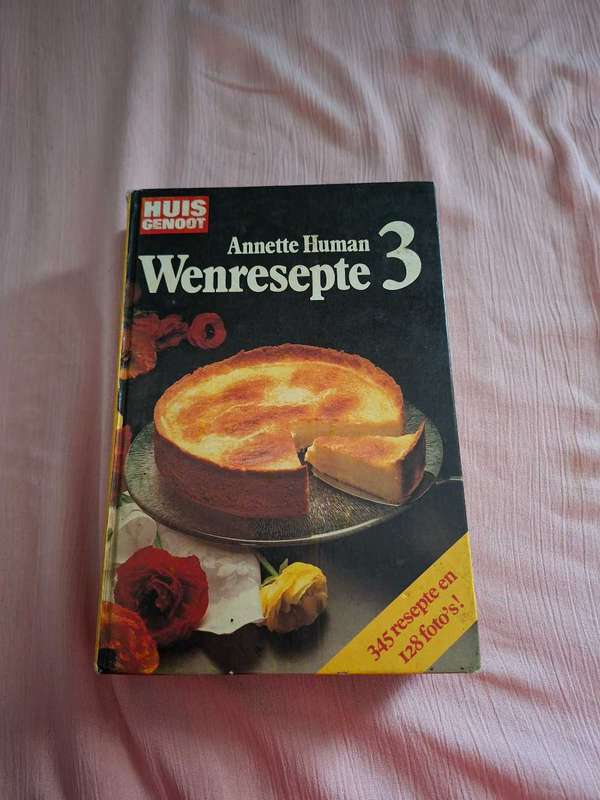 HUIS
GENOOT
Annette Human
Wenresepte 3
345 resepte en
128 foto's!